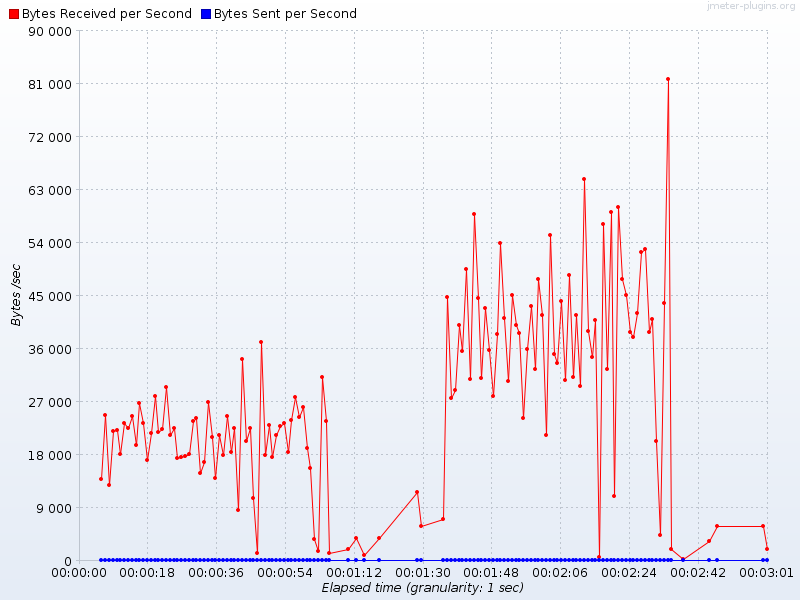 jmeter-plugins.org
Bytes Received per Second Bytes Sent per Second
90 000
81 000
72 000
63 000
54 000
45 000
36 000
27 000
18 000
9 000
0
Bytes /sec
00:00:00 00:00:18 00:00:36 00:00:54 00:01:12 00:01:30 00:01:48 00:02:06 00:02:24 00:02:42 00:03:01
Elapsed time (granularity: 1 sec)